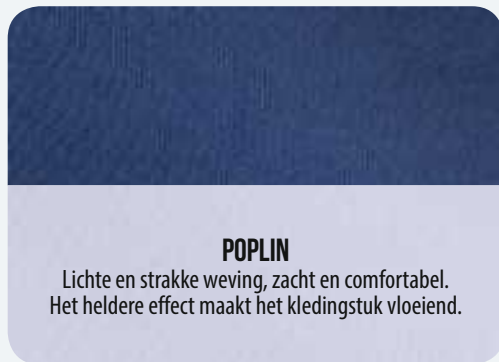 POPLIN
Lichte en strakke weving, zacht en comfortabel.
Het heldere effect maakt het kledingstuk vloeiend.